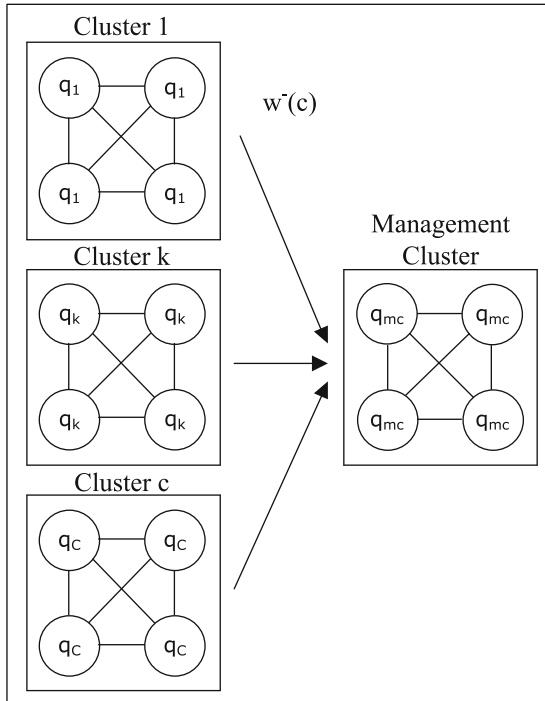 Cluster 1
q1 q1
q1 q1
w-(c)
Cluster k
qk qk
qk qk
Management
Cluster
qmc qmc
qmc qmc
Cluster c
qC qC
qC qC